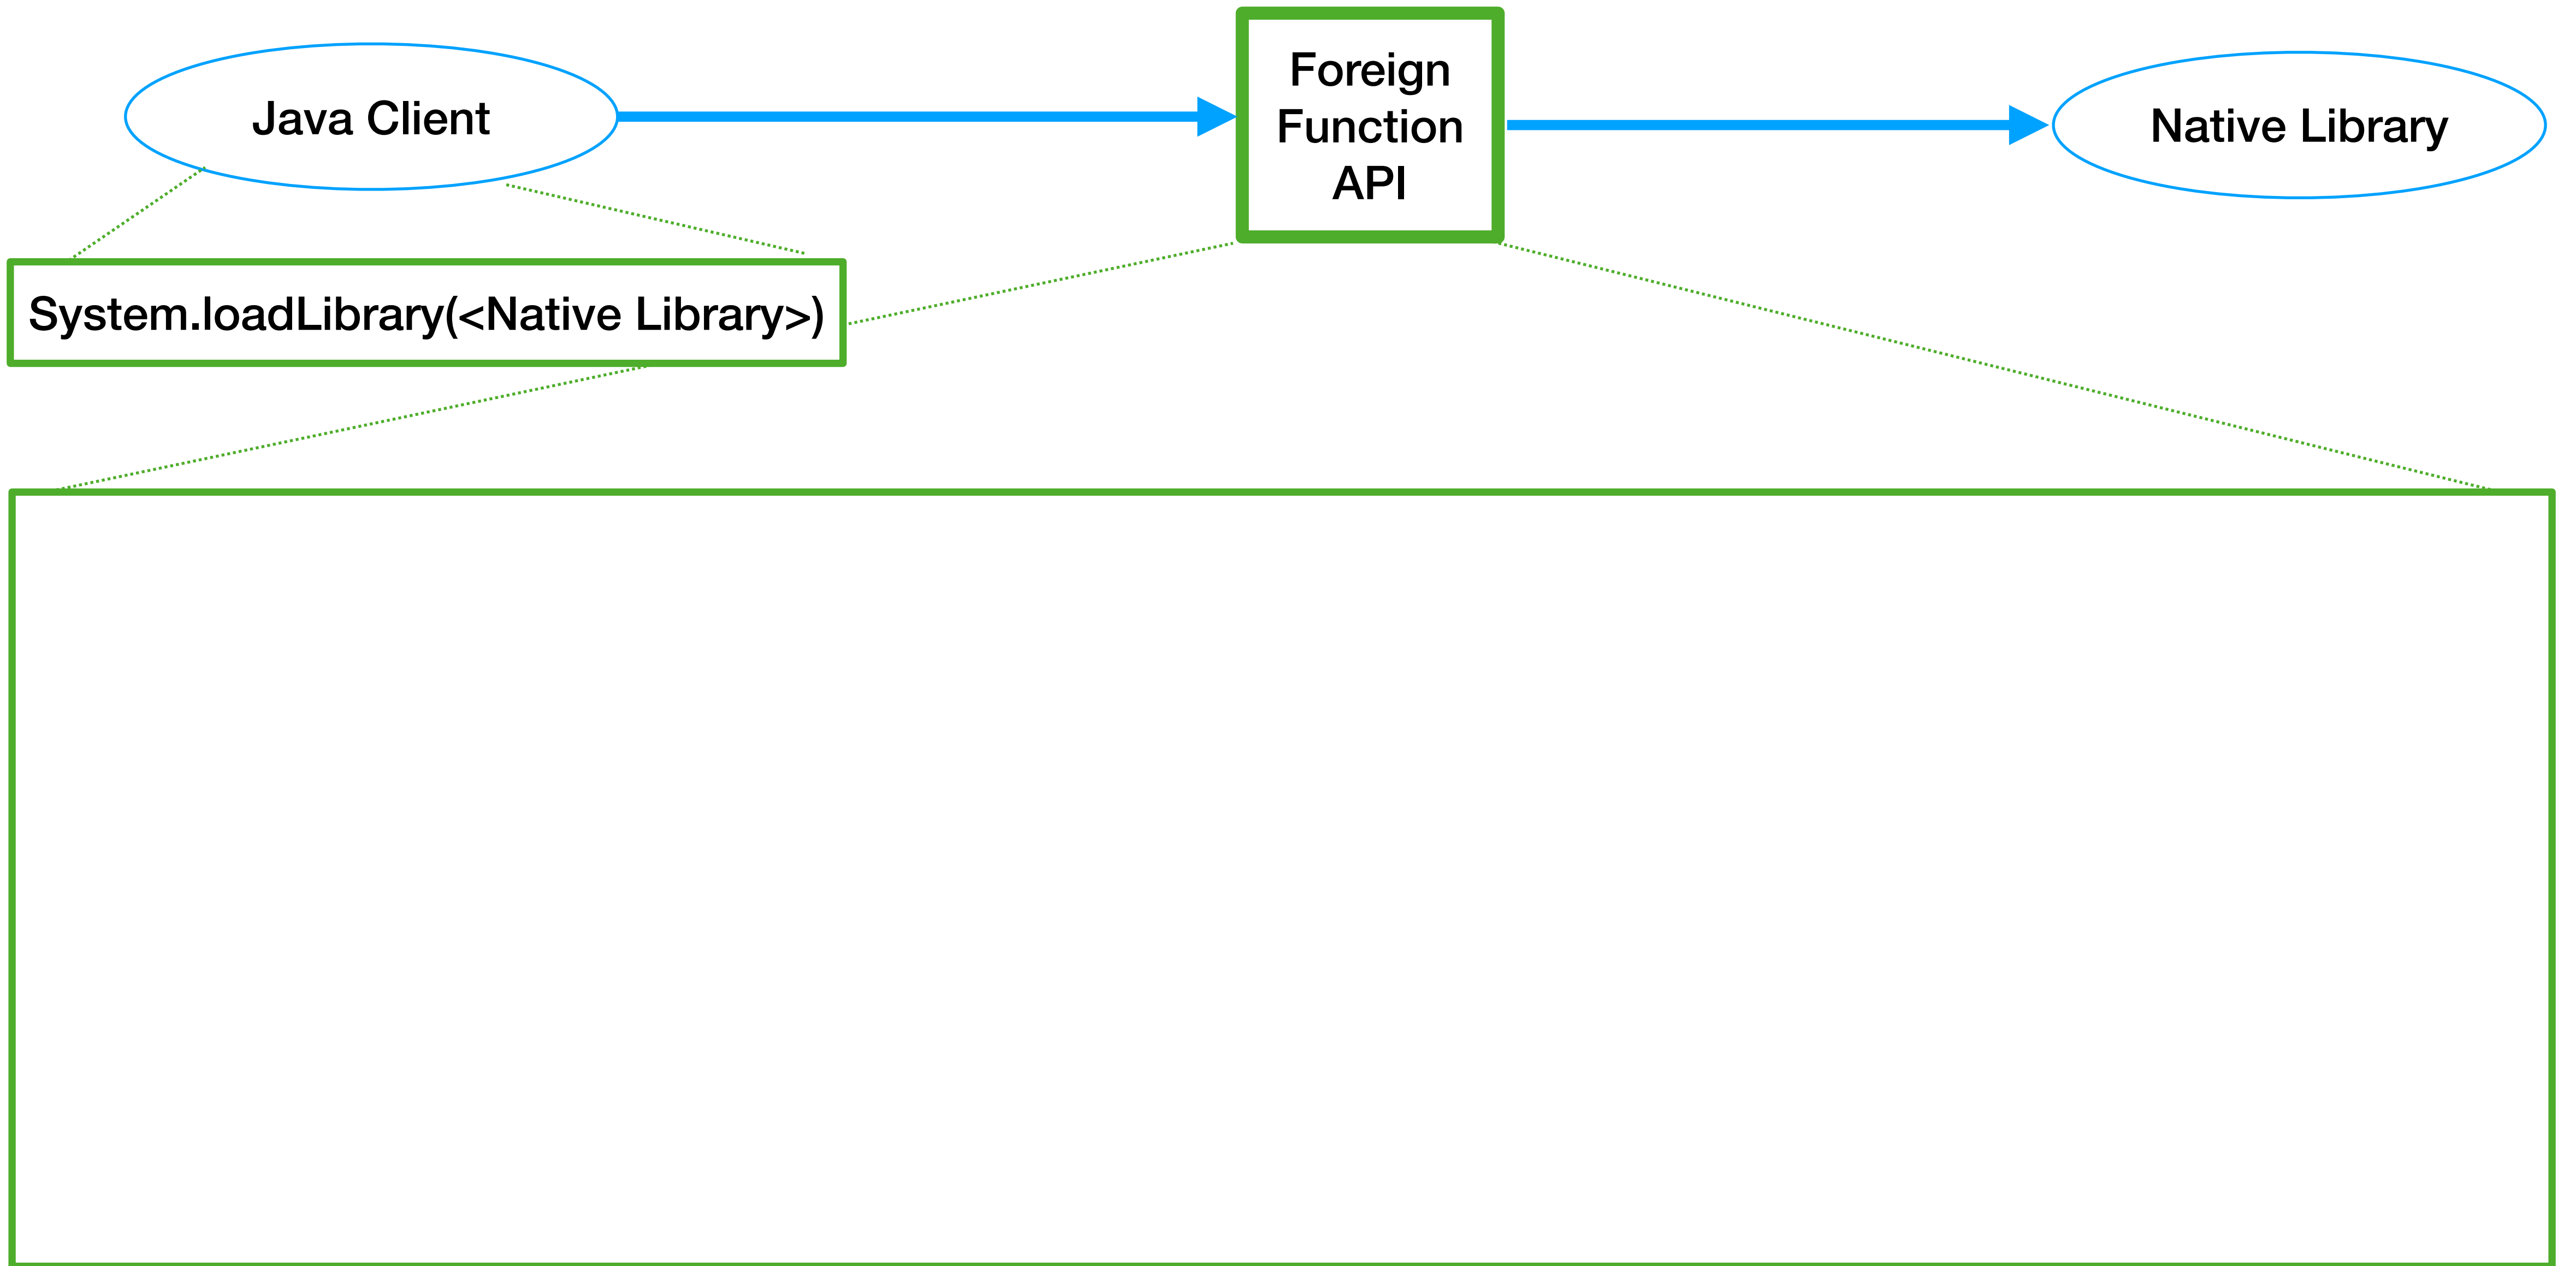 Java Client
Foreign
Function
API
Native Library
System.loadLibrary(<Native Library>)